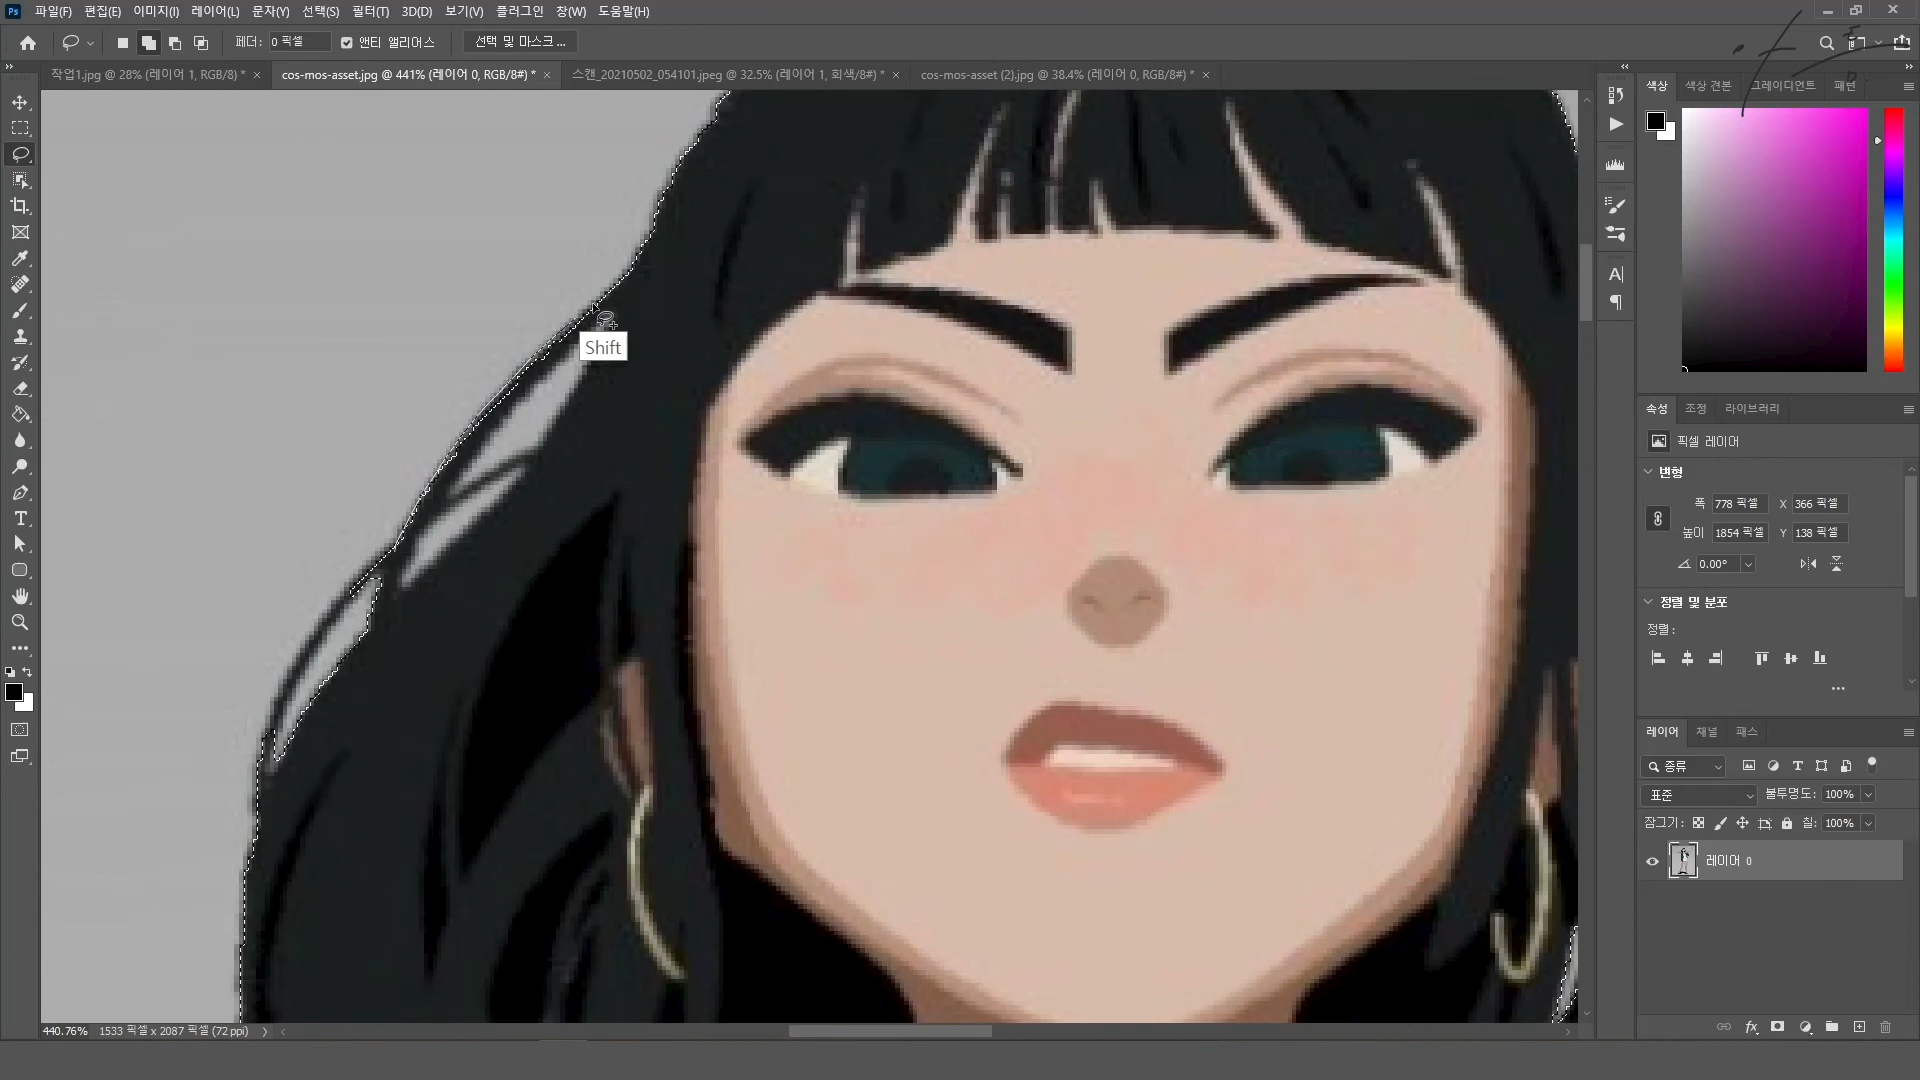 Ps 파일(F) 편집(E) 이미지(I) 레이어(L) 문자(Y) 선택(S) 필터(T) 3D(D) 보기(V) 플러그인 창(W) 도움말(H)
페더: 0 픽셀 앤티 앨리어스 선택 및 마스크...
작업1.jpg @ 28% (레이어 1, RGB/8) * cos-mos-asset.jpg @ 441% (레이어 0, RGB/8#) * 스캔_20210502_054101.jpeg @ 32.5% (레이어 1, 회색/8#) * cos-mos-asset (2).jpg @ 38.4% (레이어 0, RGB/8#) *
색상 색상 견본 그레이디언트 패턴
Shift
속성 조정 라이브러리
픽셀 레이어
변형
폭 778 픽셀 X 366 픽셀
높이 1854 픽셀 Y 138 픽셀
0.00°
정렬 및 분포
정렬:
레이어 채널 패스
종류
표준 불투명도: 100%
잠그기: 칠: 100%
레이어 0
440.76% 1533 픽셀 x 2087 픽셀 (72 ppi)